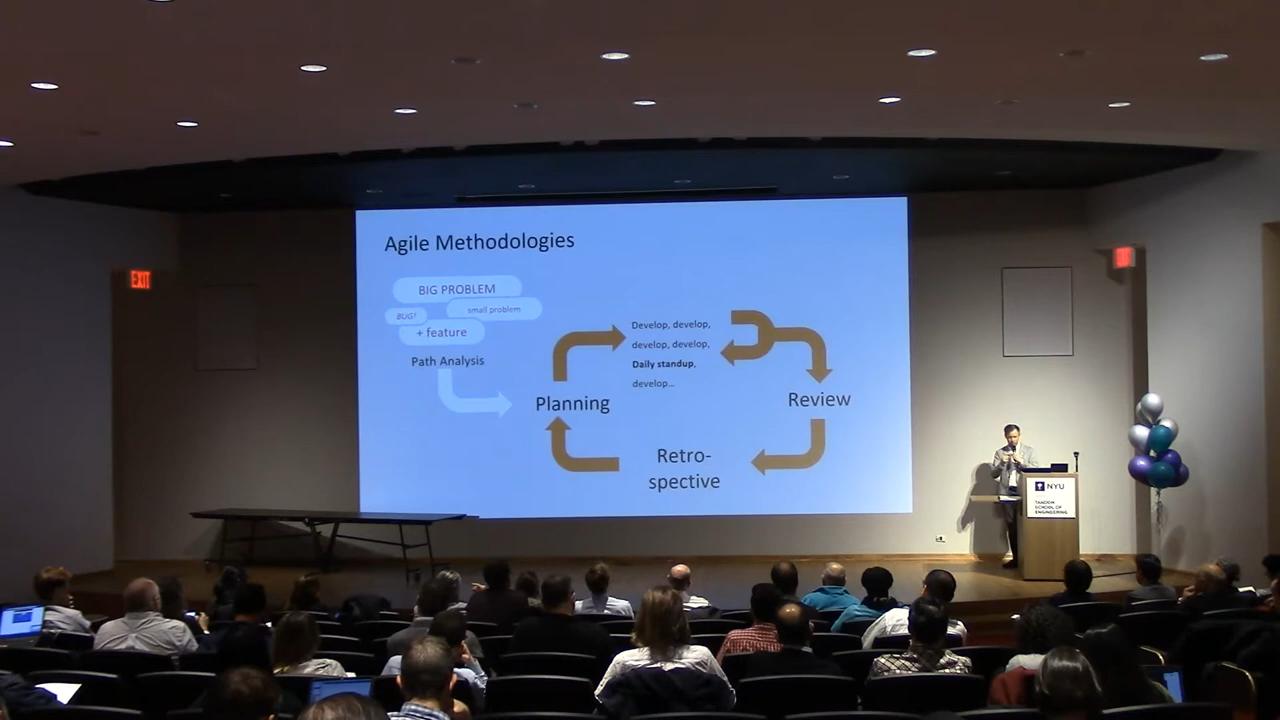 Agile Methodologies
BIG PROBLEM
BUG!
small problem
+ feature
Path Analysis
Planning
Develop, develop,
develop, develop,
Daily standup,
develop...
Review
Retro-
spective
EXIT
NYU
TANDON
SCHOOL OF
ENGINEERING